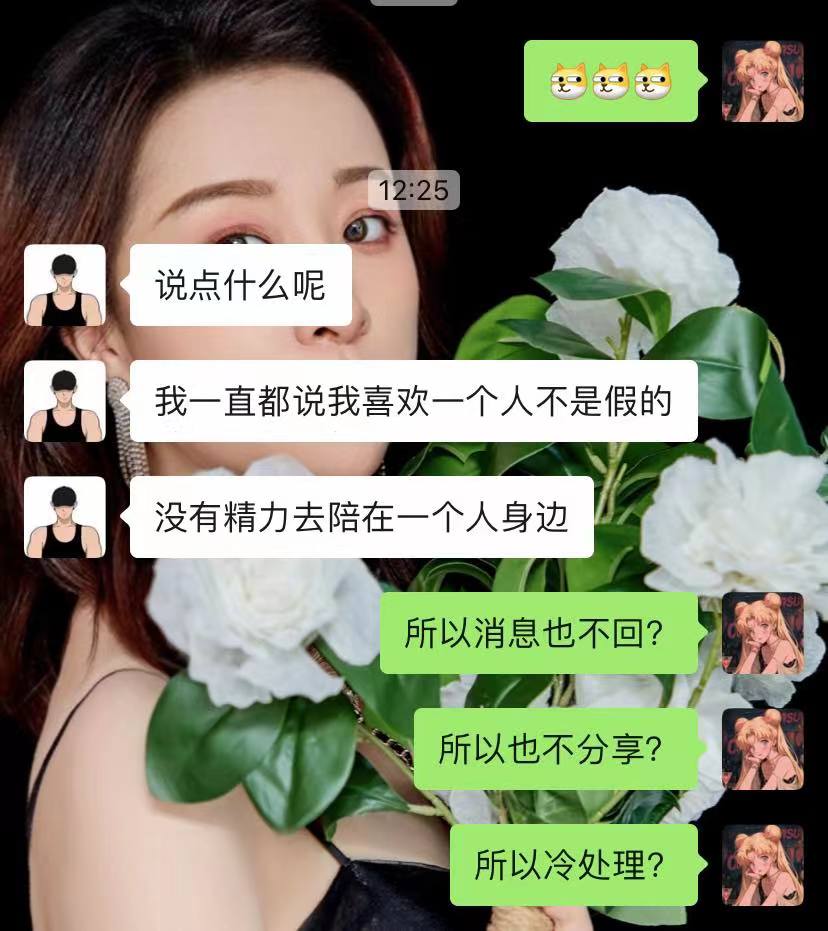 12:25
说点什么呢
我一直都说我喜欢一个人不是假的
没有精力去陪在一个人身边
所以消息也不回?
所以也不分享?
所以冷处理?